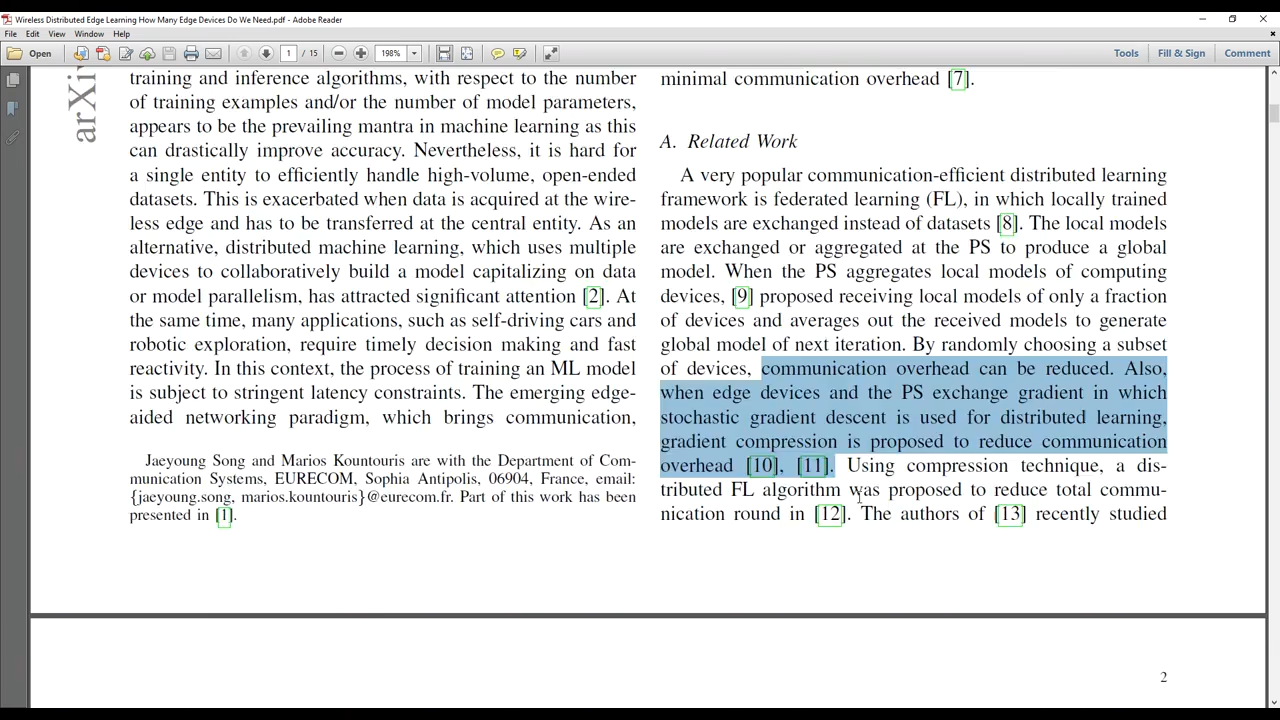 Wireless Distributed Edge Learning How Many Edge Devices Do We Need.pdf - Adobe Reader
File Edit View Window Help
Open
1 / 15
198%
Tools
Fill & Sign
Comment
arXiv
training and inference algorithms, with respect to the number
of training examples and/or the number of model parameters,
appears to be the prevailing mantra in machine learning as this
can drastically improve accuracy. Nevertheless, it is hard for
a single entity to efficiently handle high-volume, open-ended
datasets. This is exacerbated when data is acquired at the wire-
less edge and has to be transferred at the central entity. As an
alternative, distributed machine learning, which uses multiple
devices to collaboratively build a model capitalizing on data
or model parallelism, has attracted significant attention [2]. At
the same time, many applications, such as self-driving cars and
robotic exploration, require timely decision making and fast
reactivity. In this context, the process of training an ML model
is subject to stringent latency constraints. The emerging edge-
aided networking paradigm, which brings communication,
Jaeyoung Song and Marios Kountouris are with the Department of Com-
munication Systems, EURECOM, Sophia Antipolis, 06904, France, email:
{jaeyoung.song, marios.kountouris}@eurecom.fr. Part of this work has been
presented in [1].
minimal communication overhead [7].
A. Related Work
A very popular communication-efficient distributed learning
framework is federated learning (FL), in which locally trained
models are exchanged instead of datasets [8]. The local models
are exchanged or aggregated at the PS to produce a global
model. When the PS aggregates local models of computing
devices, [9] proposed receiving local models of only a fraction
of devices and averages out the received models to generate
global model of next iteration. By randomly choosing a subset
of devices, communication overhead can be reduced. Also,
when edge devices and the PS exchange gradient in which
stochastic gradient descent is used for distributed learning,
gradient compression is proposed to reduce communication
overhead [10], [11]. Using compression technique, a dis-
tributed FL algorithm was proposed to reduce total commu-
nication round in [12]. The authors of [13] recently studied
2